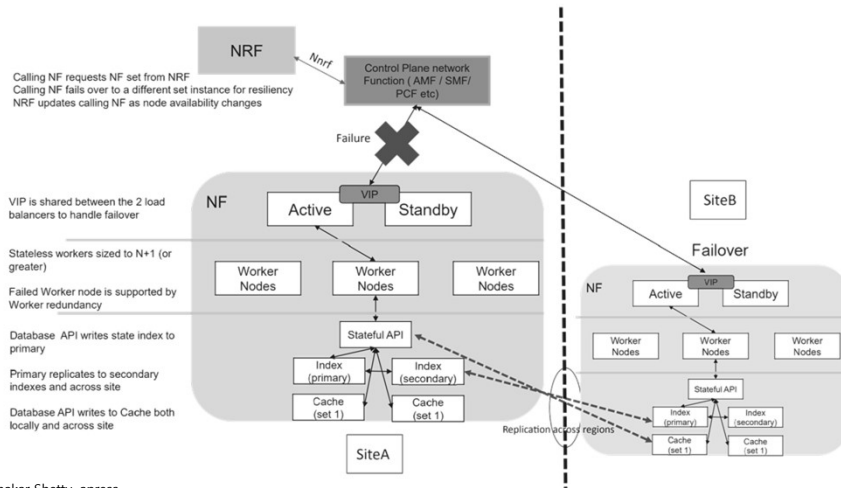 NRF
Nnrf
Control Plane network
Function ( AMF / SMF/
PCF etc)
Calling NF requests NF set from NRF
Calling NF fails over to a different set instance for resiliency
NRF updates calling NF as node availability changes
Failure
VIP is shared between the 2 load
balancers to handle failover
Stateless workers sized to N+1 (or
greater)
Failed Worker node is supported by
Worker redundancy
Database API writes state index to
primary
Primary replicates to secondary
indexes and across site
Database API writes to Cache both
locally and across site
NF
VIP
Active
Standby
Worker
Nodes
Worker
Nodes
Worker
Nodes
Stateful API
Index
(primary)
Index
(secondary)
Cache
(set 1)
Cache
(set 1)
SiteA
Replication across regions
SiteB
Failover
NF
VIP
Active
Standby
Worker
Nodes
Worker
Nodes
Worker
Nodes
Stateful API
Index
(primary)
Index
(secondary)
Cache
(set 1)
Cache
(set 1)